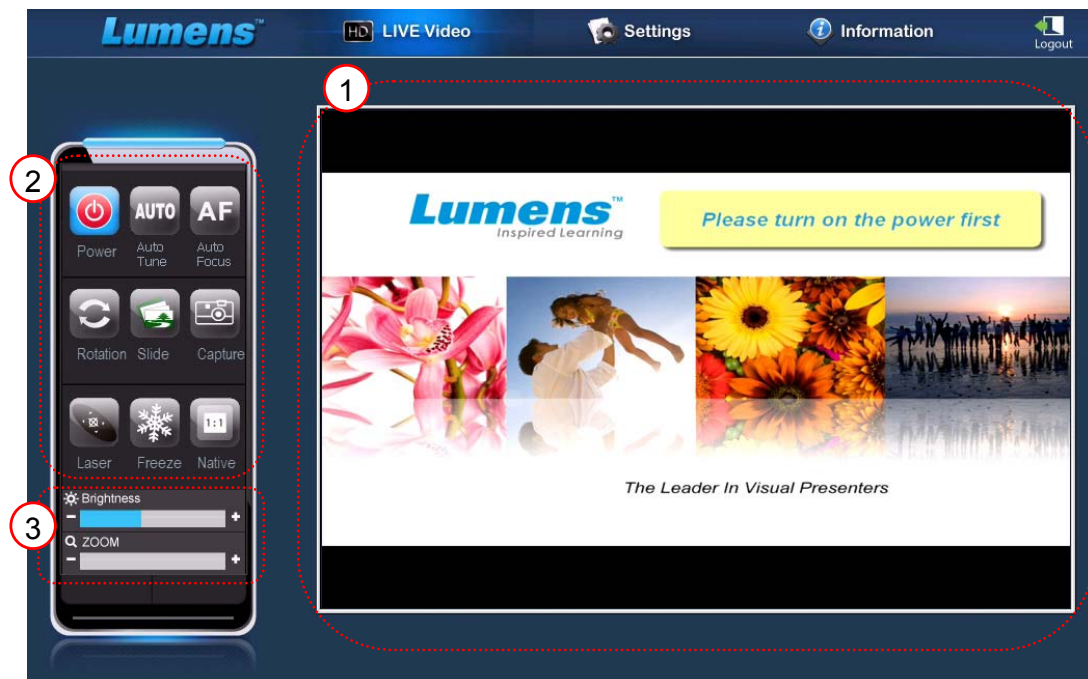 Lumens™
HD LIVE Video
Settings
Information
Logout
1
2
AUTO
AF
Power
Auto
Tune
Auto
Focus
Rotation
Slide
Capture
1:1
Laser
Freeze
Native
3
Brightness
- +
ZOOM
- +
Lumens™
Inspired Learning
Please turn on the power first
The Leader In Visual Presenters